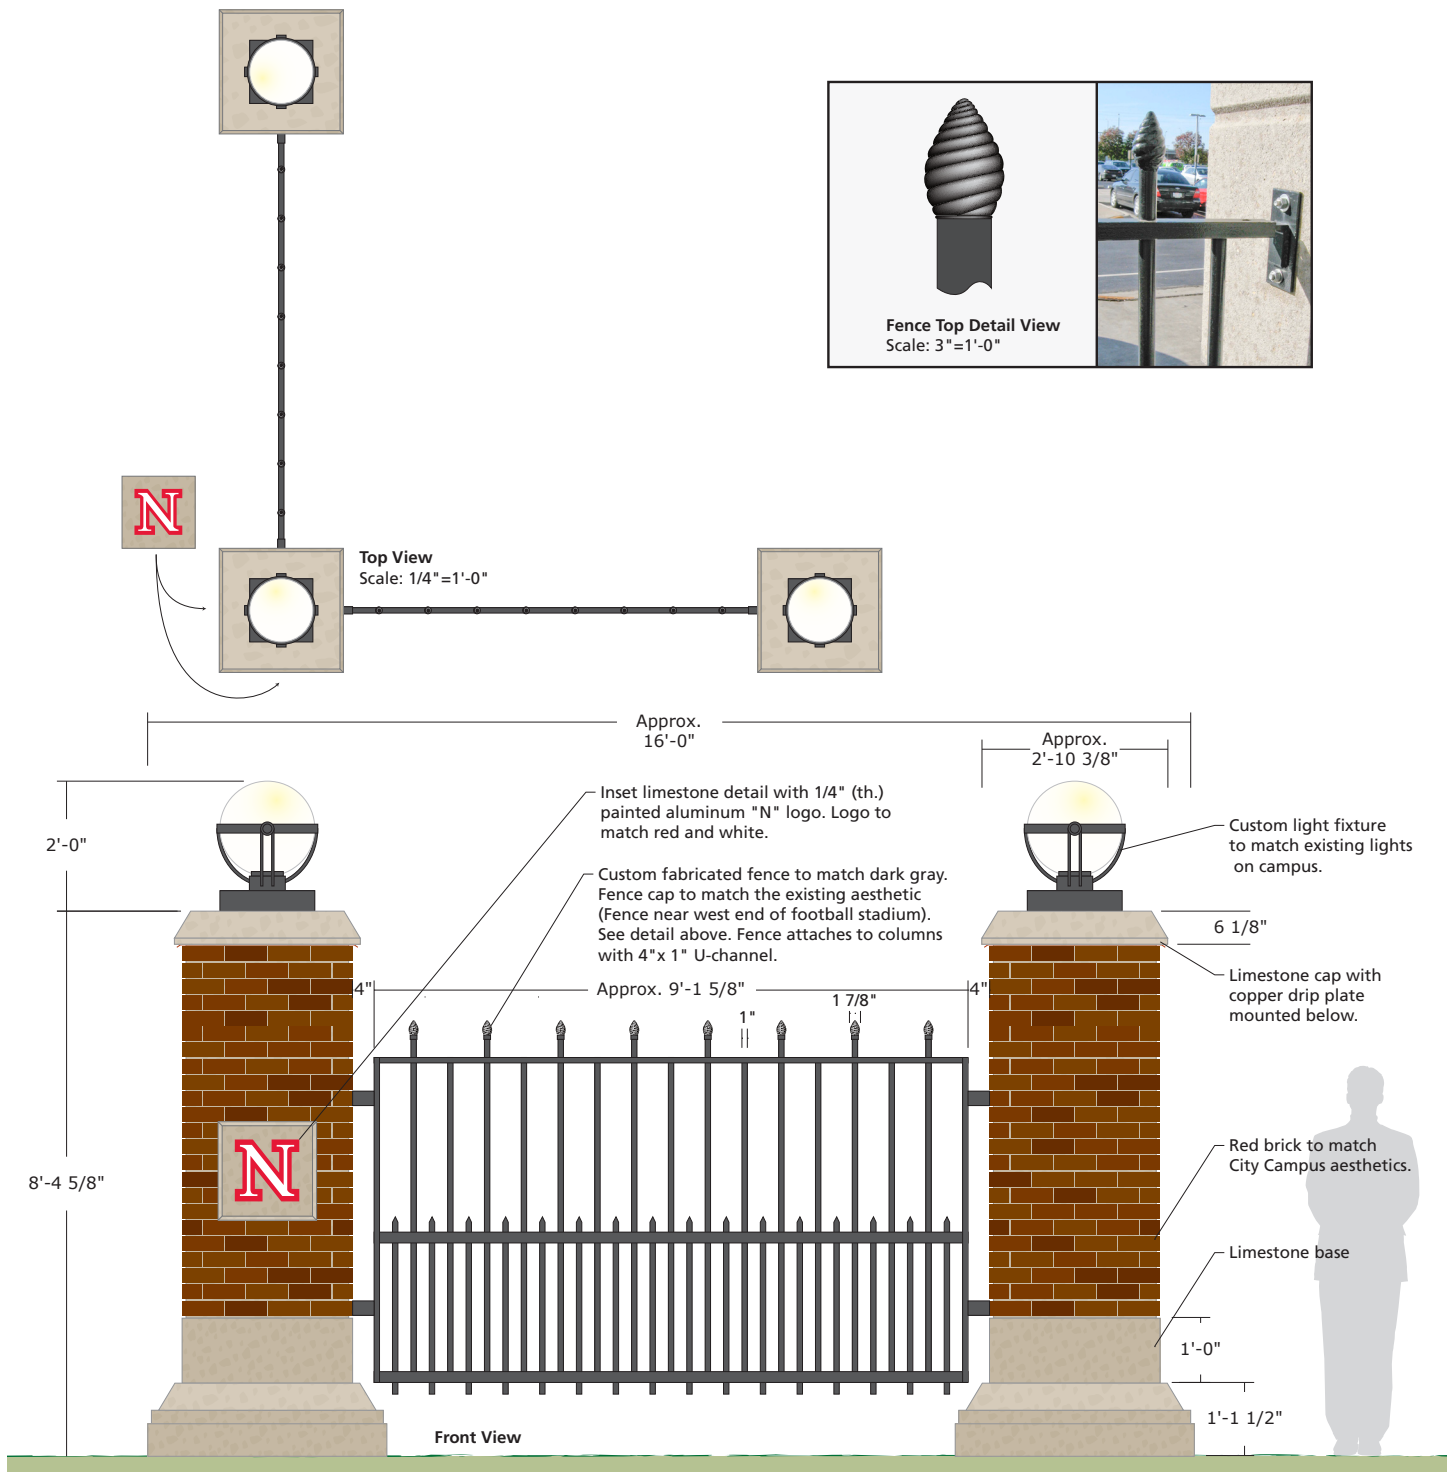 Fence Top Detail View
Scale: 3"=1'-0"
N
Top View
Scale: 1/4"=1'-0"
Approx.
16'-0"
Approx.
2'-10 3/8"
2'-0"
Inset limestone detail with 1/4" (th.)
painted aluminum "N" logo. Logo to
match red and white.
Custom light fixture
to match existing lights
on campus.
Custom fabricated fence to match dark gray.
Fence cap to match the existing aesthetic
(Fence near west end of football stadium).
See detail above. Fence attaches to columns
with 4"x 1" U-channel.
6 1/8"
Limestone cap with
copper drip plate
mounted below.
4"
Approx. 9'-1 5/8"
4"
1 7/8"
1"
N
8'-4 5/8"
Red brick to match
City Campus aesthetics.
Limestone base
1'-0"
1'-1 1/2"
Front View